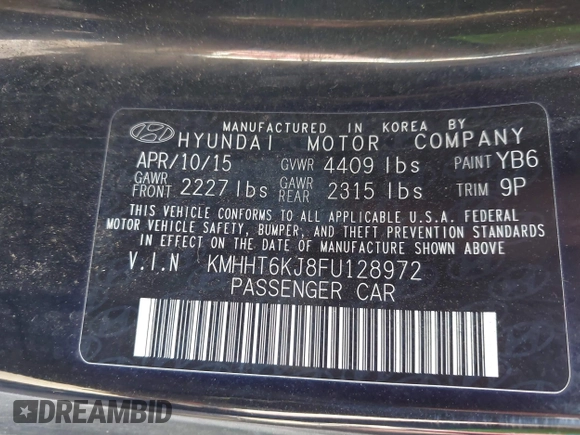 MANUFACTURED IN KOREA BY
HYUNDAI MOTOR COMPANY
APR/10/15 GVWR 4409 lbs PAINT YB6
GAWR FRONT 2227 lbs GAWR REAR 2315 lbs TRIM 9P
THIS VEHICLE CONFORMS TO ALL APPLICABLE U.S.A. FEDERAL
MOTOR VEHICLE SAFETY, BUMPER, AND THEFT PREVENTION STANDARDS
IN EFFECT ON THE DATE OF MANUFACTURE SHOWN ABOVE.
V.I.N KMHHT6KJ8FU128972
PASSENGER CAR
DREAMBID